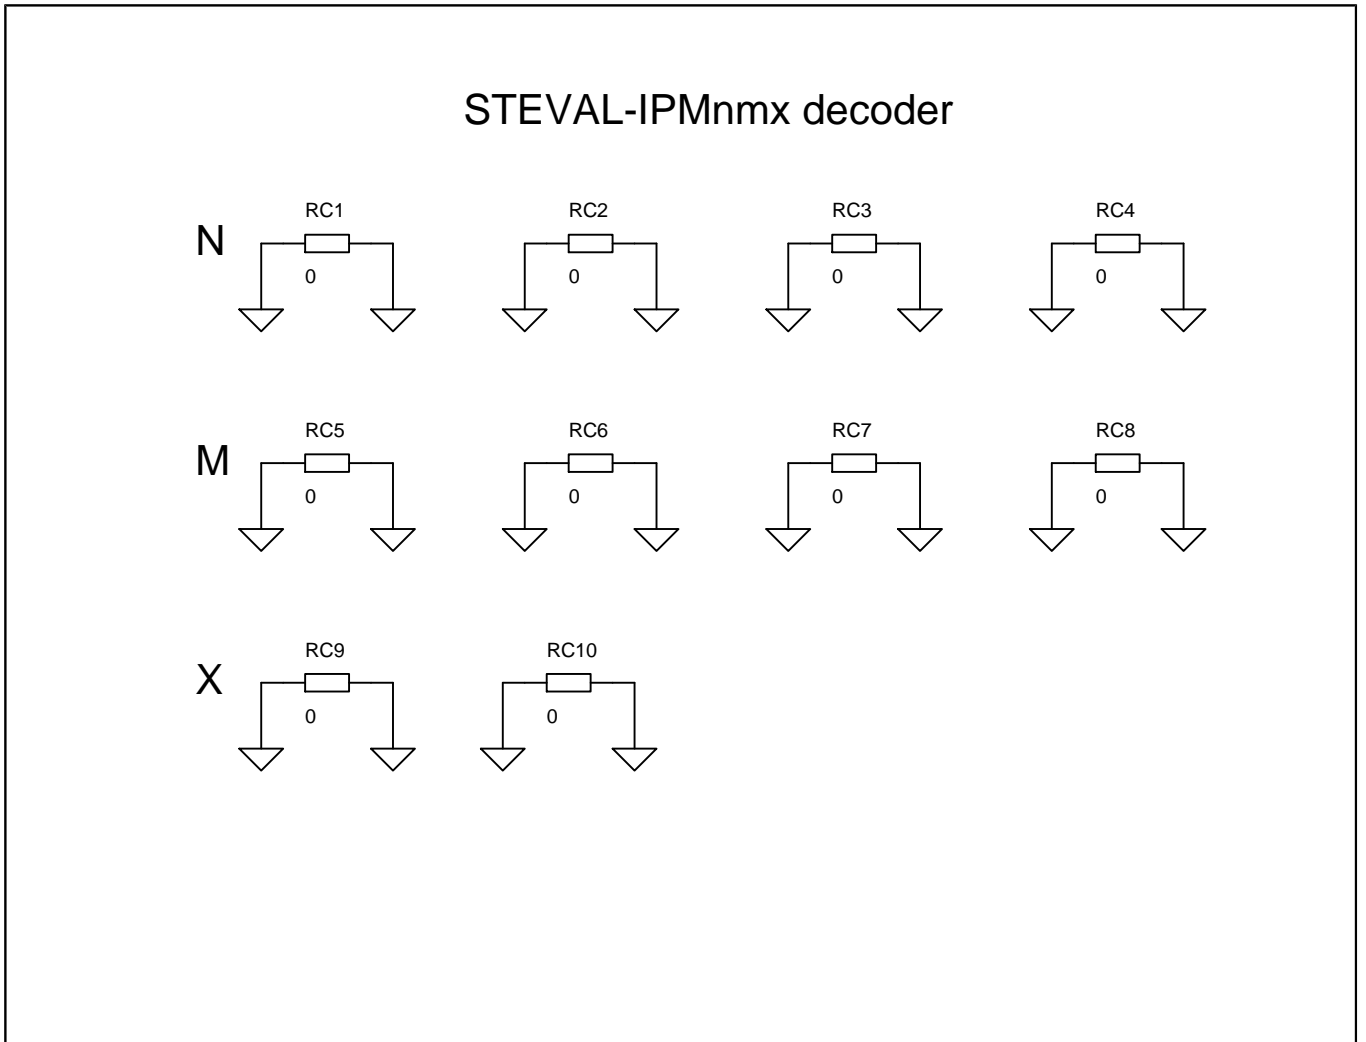 STEVAL-IPMnmx decoder
RC1 RC2 RC3 RC4
N
0 0 0 0
RC5 RC6 RC7 RC8
M
0 0 0 0
RC9 RC10
X
0 0